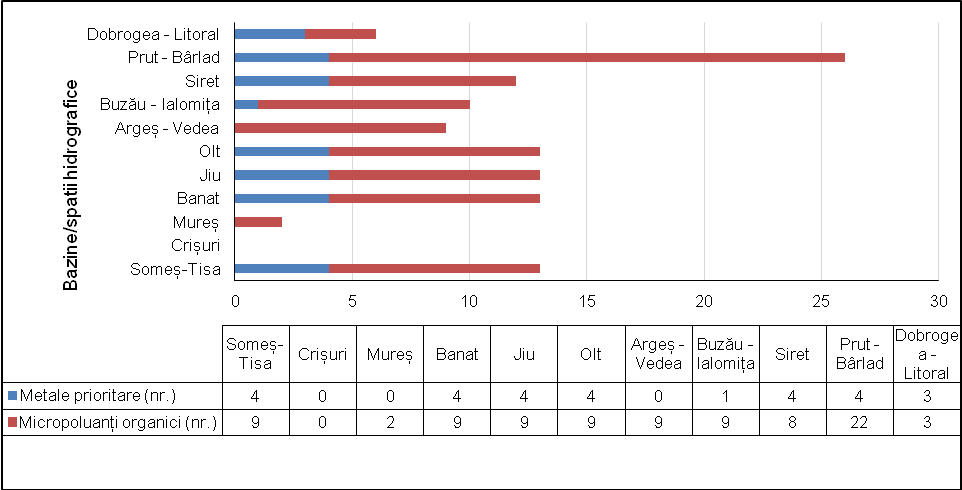 Bazine/spatii hidrografice
Dobrogea - Litoral
Prut - Bârlad
Siret
Buzău - Ialomița
Argeș - Vedea
Olt
Jiu
Banat
Mureș
Crișuri
Someș-Tisa
0 5 10 15 20 25 30
Someș-Tisa Crișuri Mureș Banat Jiu Olt Argeș - Vedea Buzău - Ialomița Siret Prut - Bârlad Dobrogea - Litoral
Metale prioritare (nr.) 4 0 0 4 4 4 0 1 4 4 3
Micropoluanți organici (nr.) 9 0 2 9 9 9 9 9 8 22 3